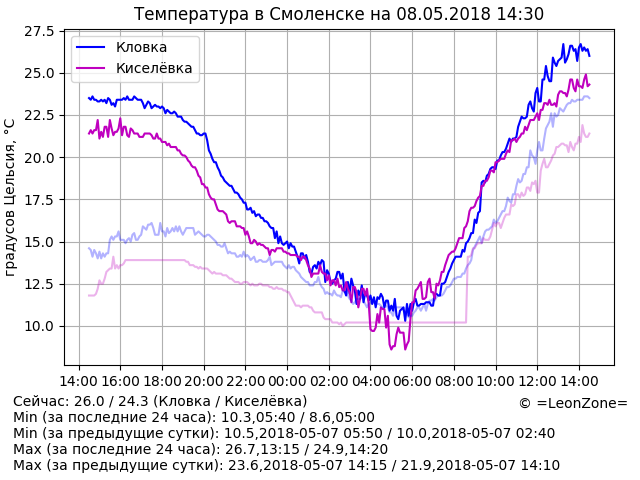 Температура в Смоленске на 08.05.2018 14:30
27.5
25.0
22.5
20.0
17.5
15.0
12.5
10.0
градусов Цельсия, °C
Кловка
Киселёвка
14:00 16:00 18:00 20:00 22:00 00:00 02:00 04:00 06:00 08:00 10:00 12:00 14:00
Сейчас: 26.0 / 24.3 (Кловка / Киселёвка)
© =LeonZone=
Min (за последние 24 часа): 10.3,05:40 / 8.6,05:00
Min (за предыдущие сутки): 10.5,2018-05-07 05:50 / 10.0,2018-05-07 02:40
Max (за последние 24 часа): 26.7,13:15 / 24.9,14:20
Max (за предыдущие сутки): 23.6,2018-05-07 14:15 / 21.9,2018-05-07 14:10